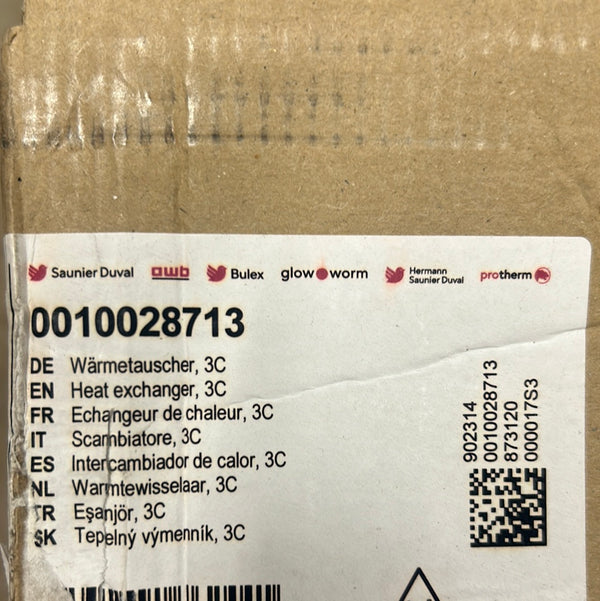 Saunier Duval awb Bulex glow worm Hermann Saunier Duval protherm
0010028713
DE Wärmetauscher, 3C
EN Heat exchanger, 3C
FR Echangeur de chaleur, 3C
IT Scambiatore, 3C
ES Intercambiador de calor, 3C
NL Warmtewisselaar, 3C
TR Eşanjör, 3C
SK Tepelný výmenník, 3C
902314
0010028713
873120
000017S3